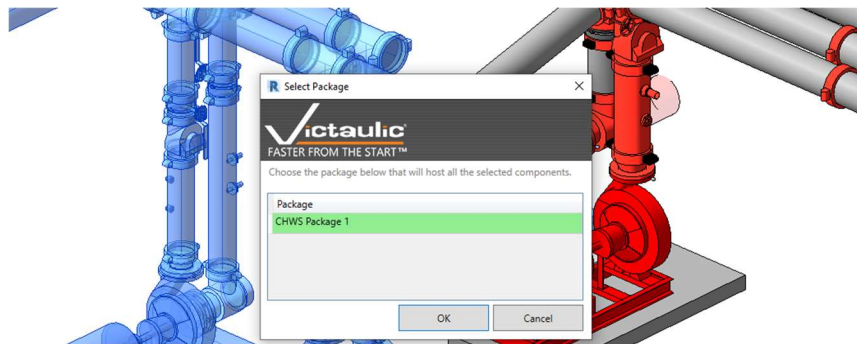 R Select Package
Victaulic
FASTER FROM THE START™
Choose the package below that will host all the selected components.
Package
CHWS Package 1
OK Cancel